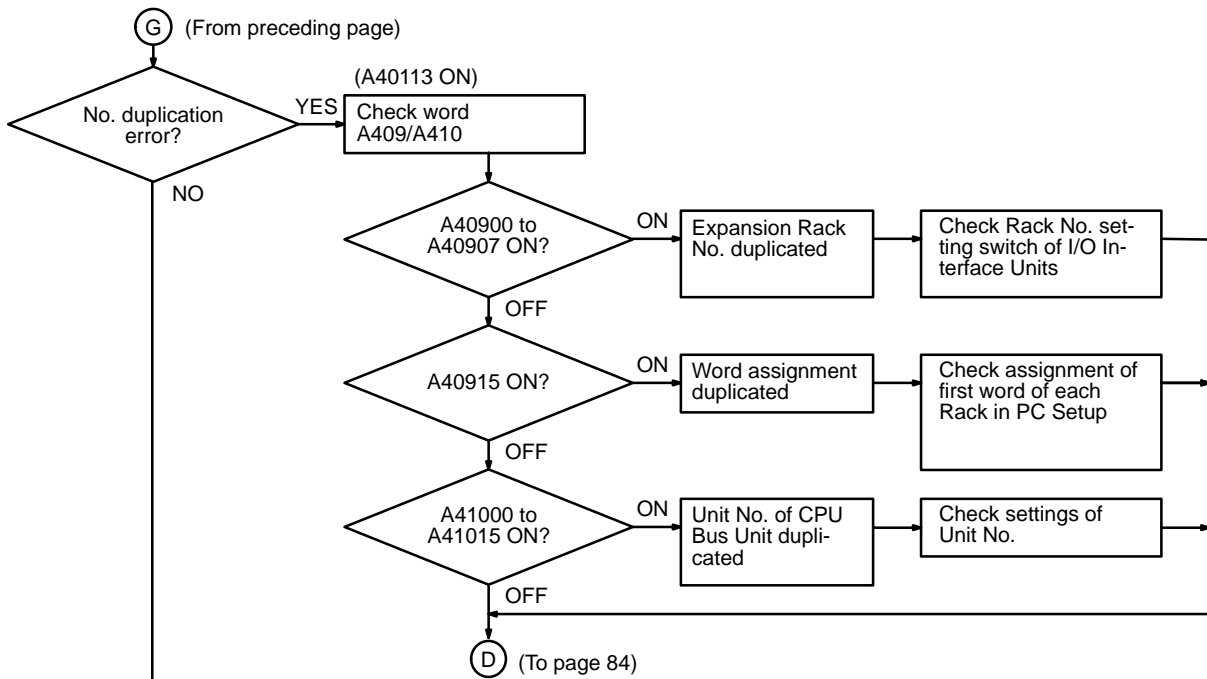 G (From preceding page)
No. duplication
error?
YES
(A40113 ON)
Check word
A409/A410
NO
A40900 to
A40907 ON?
ON
Expansion Rack
No. duplicated
Check Rack No. set-
ting switch of I/O In-
terface Units
OFF
A40915 ON?
ON
Word assignment
duplicated
Check assignment of
first word of each
Rack in PC Setup
OFF
A41000 to
A41015 ON?
ON
Unit No. of CPU
Bus Unit dupli-
cated
Check settings of
Unit No.
OFF
D (To page 84)